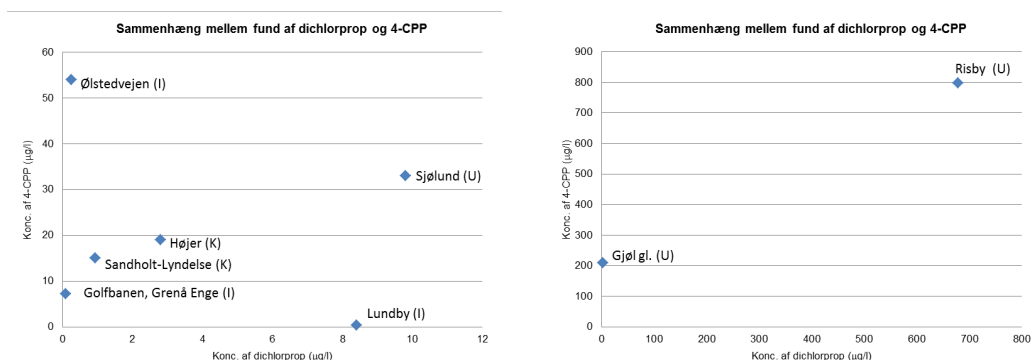 Sammenhæng mellem fund af dichlorprop og 4-CPP
60
50
40
30
20
10
0
Konc. af 4-CPP (µg/l)
Ølstedvejen (I)
Sjølund (U)
Højer (K)
Sandholt-Lyndelse (K)
Golfbanen, Grenå Enge (I)
Lundby (I)
0 2 4 6 8 10 12
Konc. af dichlorprop (µg/l)
Sammenhæng mellem fund af dichlorprop og 4-CPP
900
800
700
600
500
400
300
200
100
0
Konc. af 4-CPP (µg/l)
Risby (U)
Gjøl gl. (U)
0 100 200 300 400 500 600 700 800
Konc. af dichlorprop (µg/l)